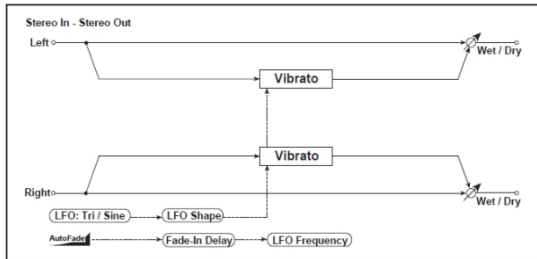 Stereo In - Stereo Out
Left
Wet / Dry
Vibrato
Vibrato
Right
Wet / Dry
LFO: Tri / Sine LFO Shape
AutoFade Fade-In Delay LFO Frequency